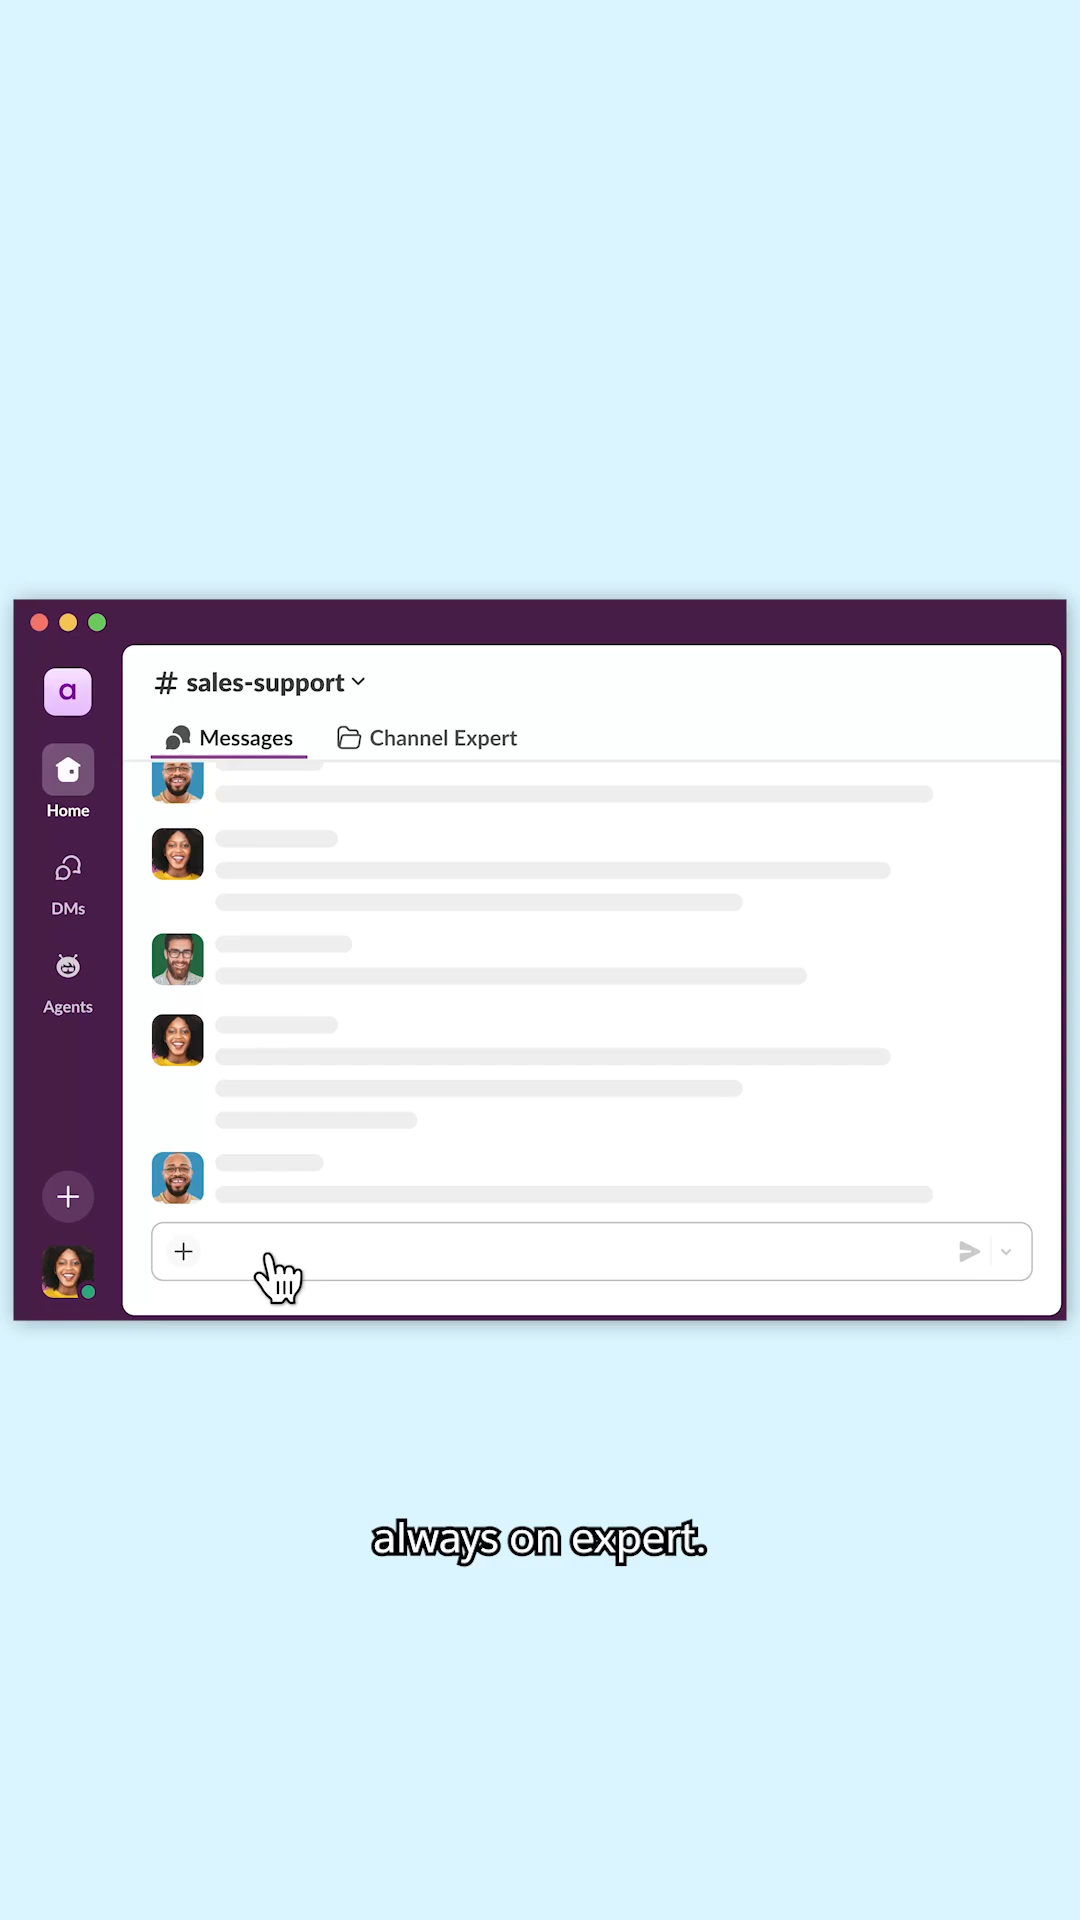 a
# sales-support
Messages
Channel Expert
Home
DMs
Agents
always on expert.